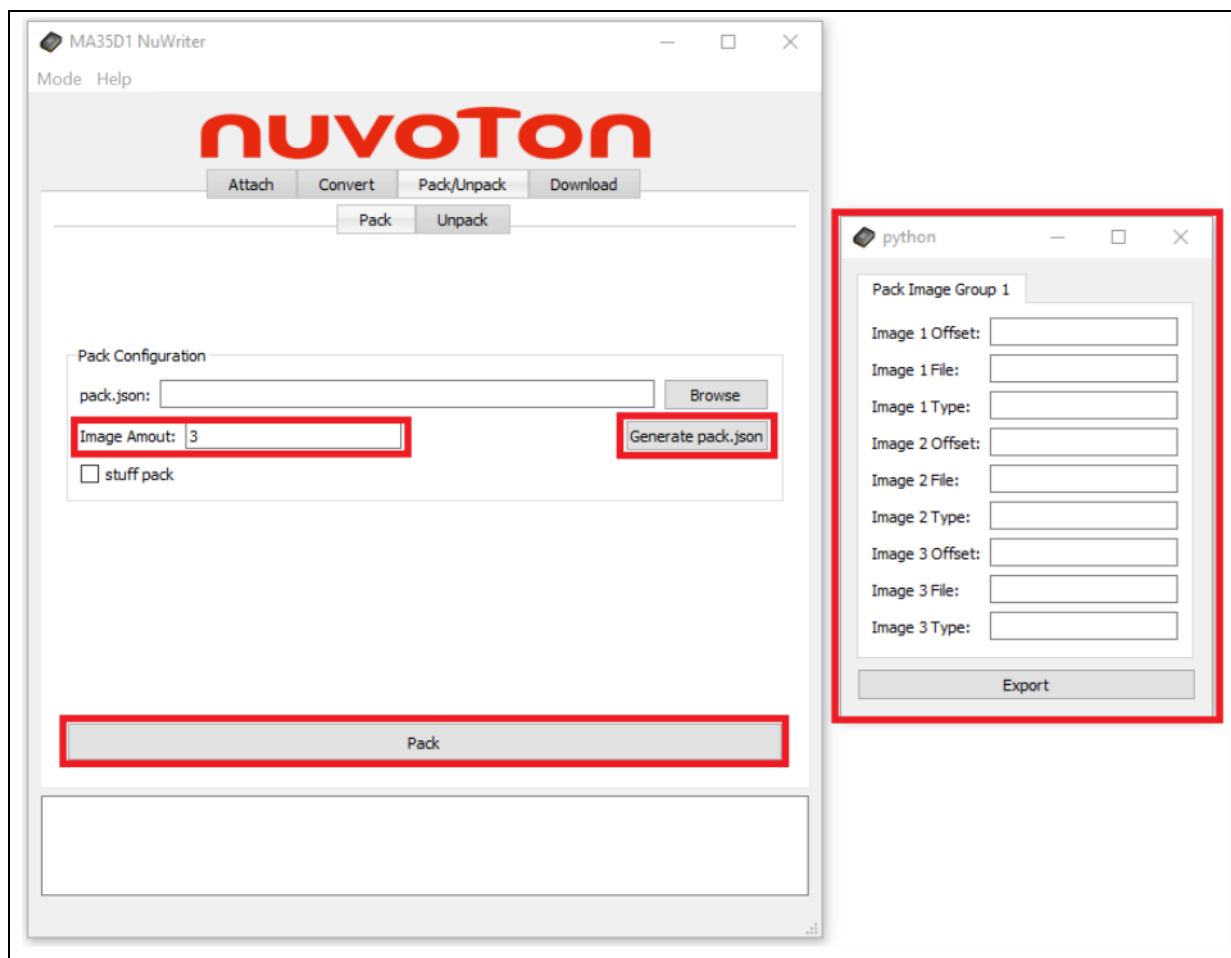 MA35D1 NuWriter
Mode Help
nuvoTon
Attach Convert Pack/Unpack Download
Pack Unpack
Pack Configuration
pack.json: Browse
Image Amout: 3 Generate pack.json
stuff pack
Pack
python
Pack Image Group 1
Image 1 Offset:
Image 1 File:
Image 1 Type:
Image 2 Offset:
Image 2 File:
Image 2 Type:
Image 3 Offset:
Image 3 File:
Image 3 Type:
Export